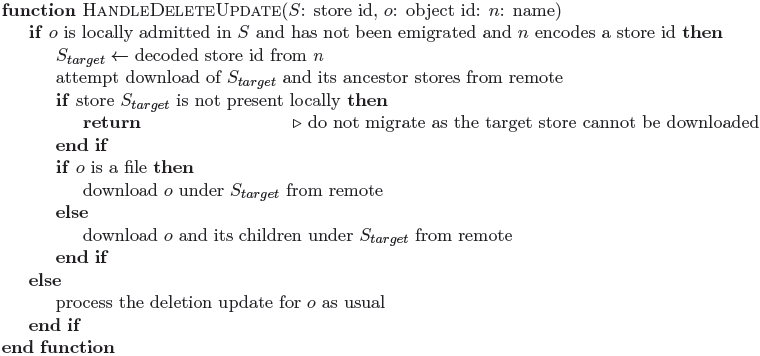 function HANDLEDELETEUPDATE(S: store id, o: object id: n: name)
if o is locally admitted in S and has not been emigrated and n encodes a store id then
S_target ← decoded store id from n
attempt download of S_target and its ancestor stores from remote
if store S_target is not present locally then
return ▷ do not migrate as the target store cannot be downloaded
end if
if o is a file then
download o under S_target from remote
else
download o and its children under S_target from remote
end if
else
process the deletion update for o as usual
end if
end function